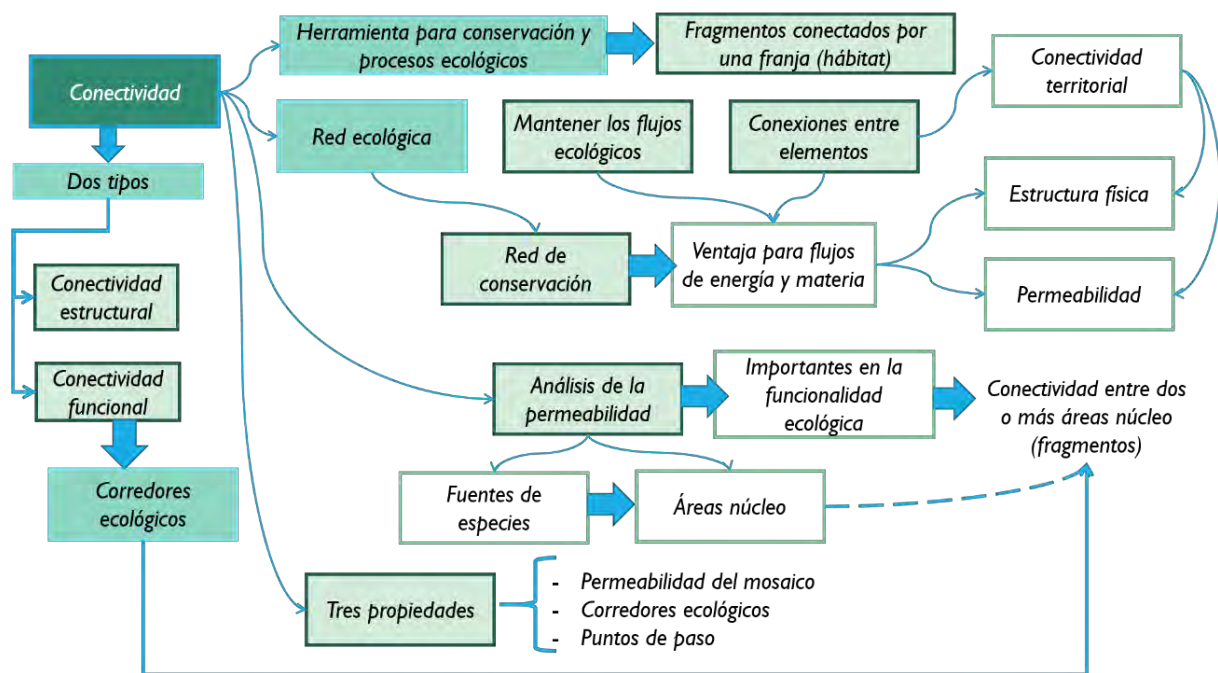 Herramienta para conservación y
procesos ecológicos
Fragmentos conectados por
una franja (hábitat)
Conectividad
territorial
Conectividad
Red ecológica
Mantener los flujos
ecológicos
Conexiones entre
elementos
Dos tipos
Estructura física
Red de
conservación
Ventaja para flujos
de energía y materia
Permeabilidad
Conectividad
estructural
Conectividad
funcional
Análisis de la
permeabilidad
Importantes en la
funcionalidad
ecológica
Conectividad entre dos
o más áreas núcleo
(fragmentos)
Corredores
ecológicos
Fuentes de
especies
Áreas núcleo
Tres propiedades
- Permeabilidad del mosaico
- Corredores ecológicos
- Puntos de paso